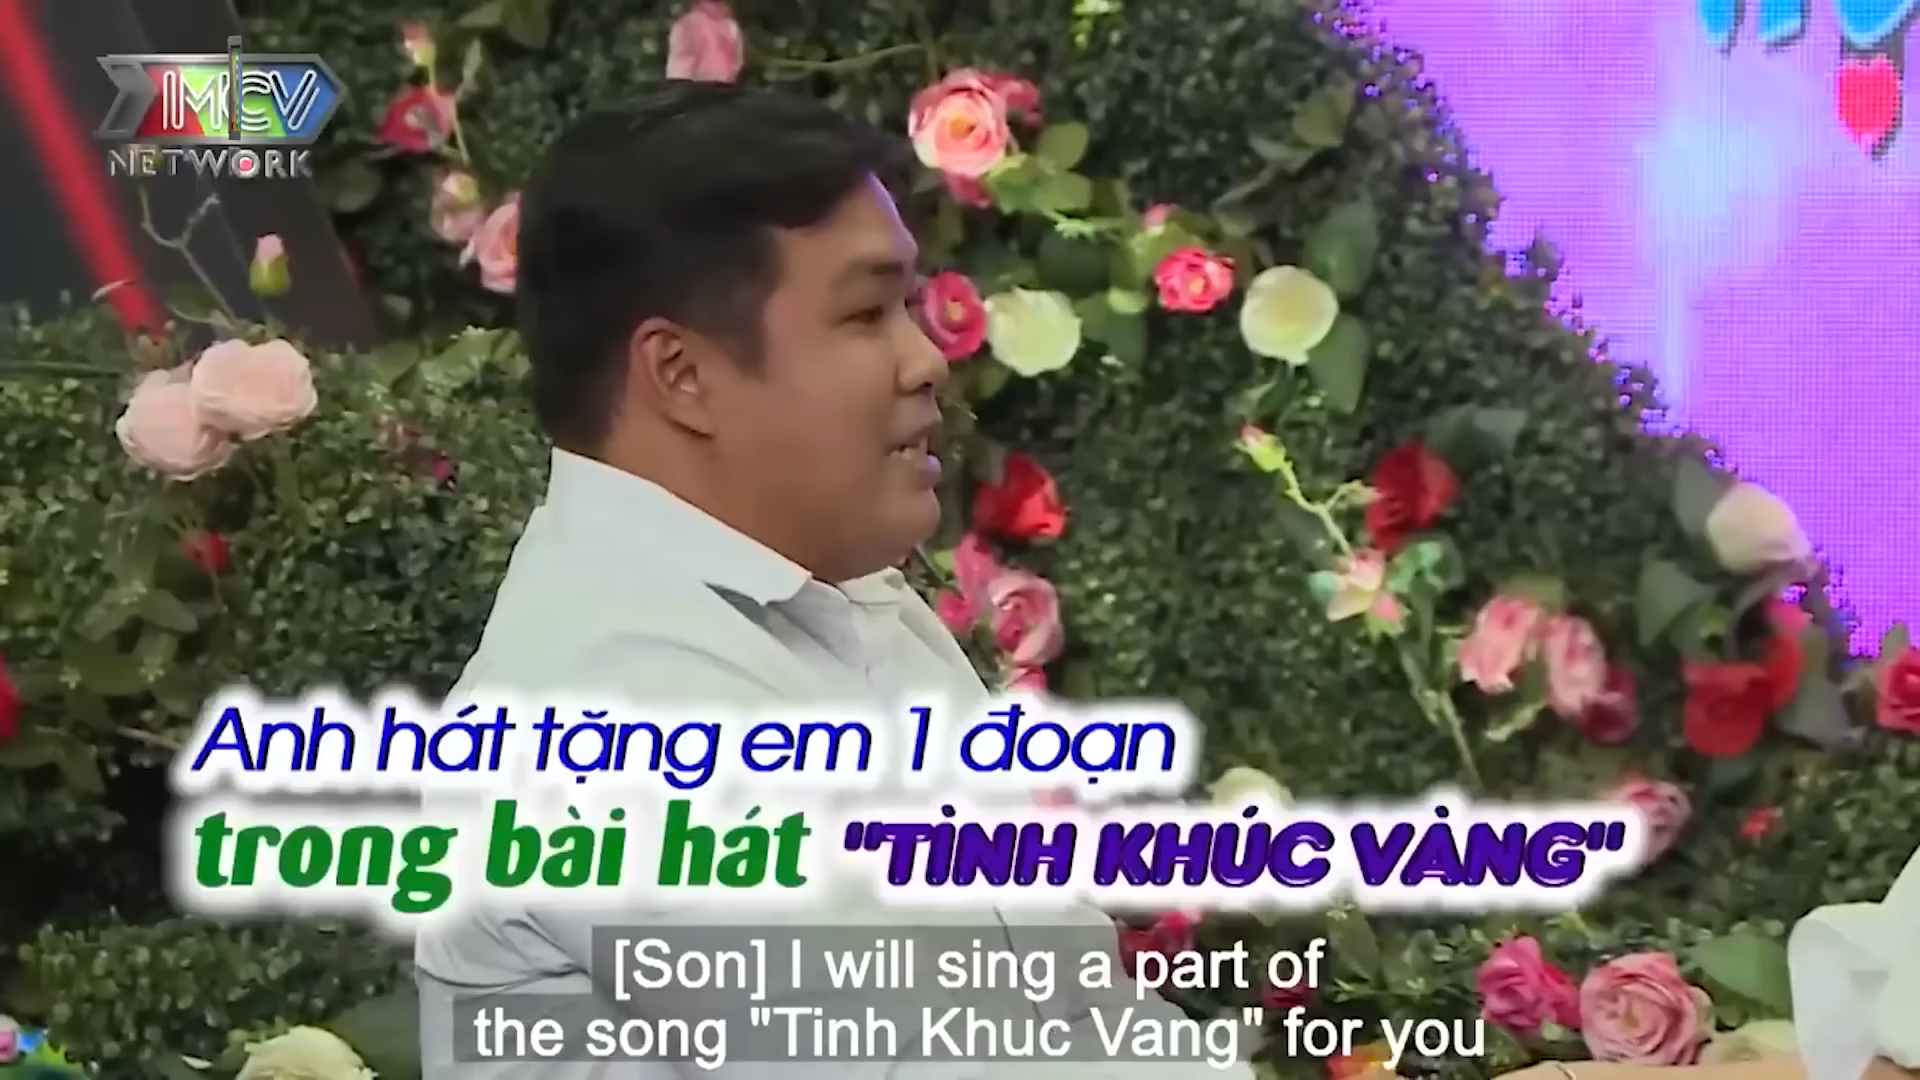 MCV
NETWORK
Anh hát tặng em 1 đoạn
trong bài hát "TÌNH KHÚC VÀNG"
[Son] I will sing a part of
the song "Tinh Khuc Vang" for you